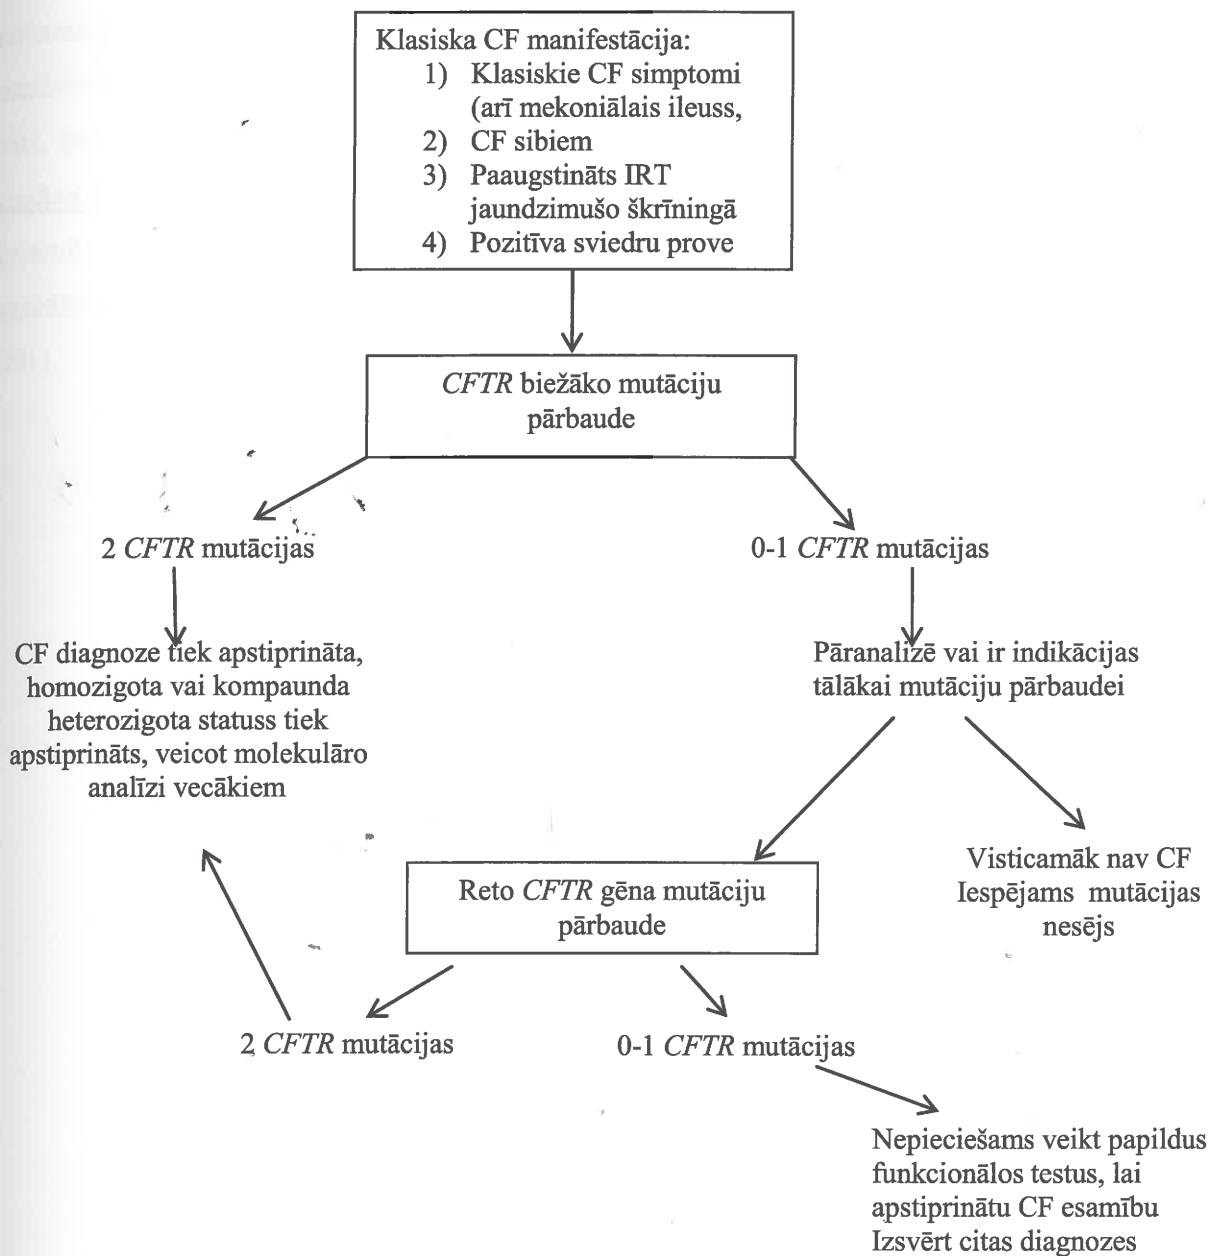 Klasiska CF manifestācija:
1) Klasiskie CF simptomi
(arī mekoniālais ileuss,
2) CF sibiem
3) Paaugstināts IRT
jaundzimušo škrīningā
4) Pozitīva sviedru prove
CFTR biežāko mutāciju
pārbaude
2 CFTR mutācijas
0-1 CFTR mutācijas
CF diagnoze tiek apstiprināta,
homozigota vai kompaunda
heterozigota statuss tiek
apstiprināts, veicot molekulāro
analīzi vecākiem
Pāranalizē vai ir indikācijas
tālākai mutāciju pārbaudei
Visticamāk nav CF
Iespējams mutācijas
nesējs
Reto CFTR gēna mutāciju
pārbaude
2 CFTR mutācijas
0-1 CFTR mutācijas
Nepieciešams veikt papildus
funkcionālos testus, lai
apstiprinātu CF esamību
Izsvērt citas diagnozes